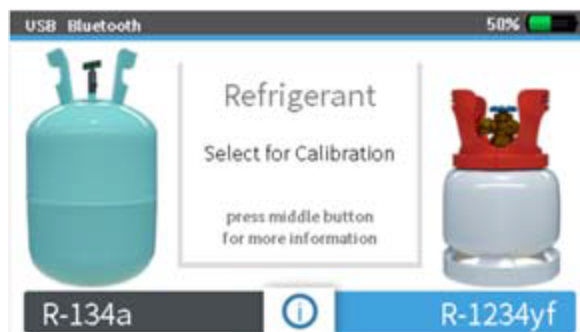 USB Bluetooth
50%
Refrigerant
Select for Calibration
press middle button
for more information
R-134a
R-1234yf